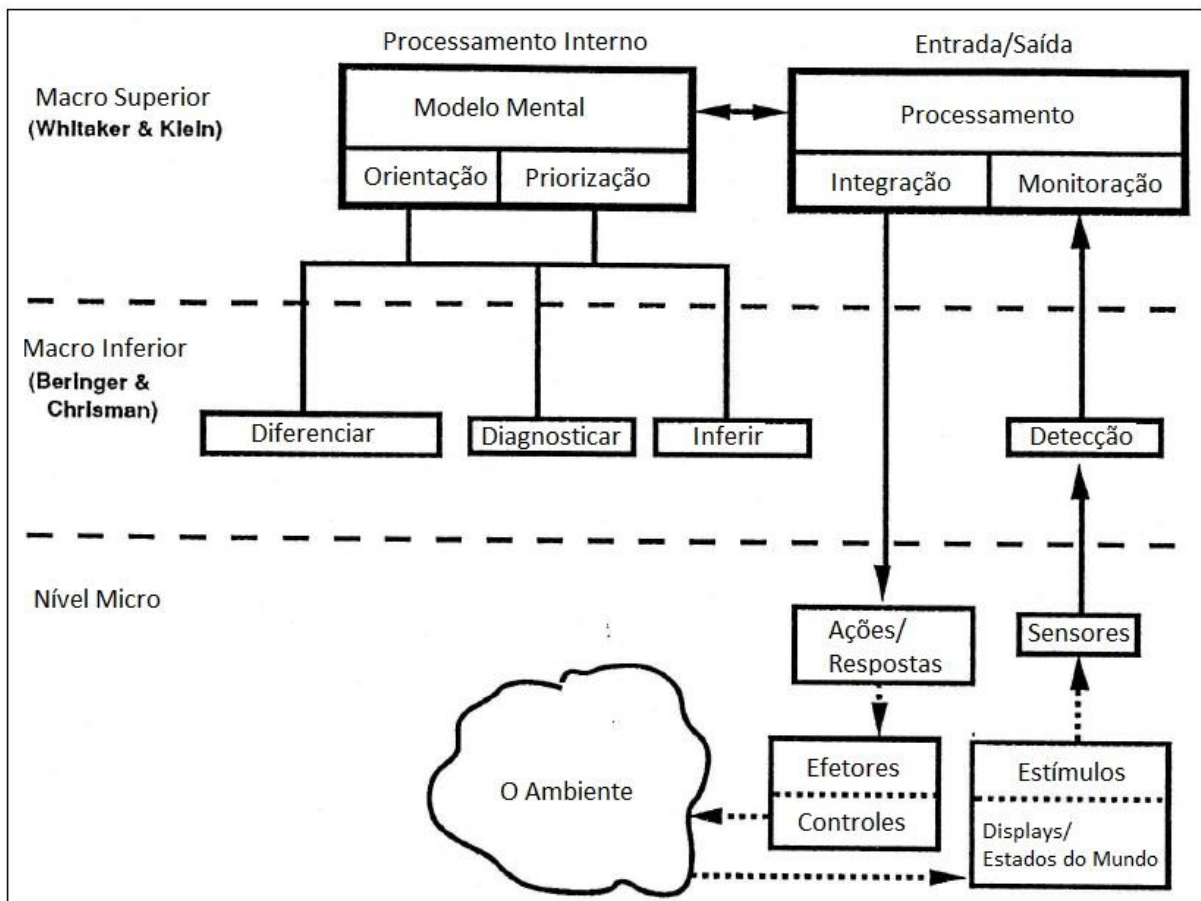 Processamento Interno
Entrada/Saída
Macro Superior
(Whitaker & Klein)
Modelo Mental
Orientação
Priorização
Processamento
Integração
Monitoração
Macro Inferior
(Beringer &
Chrisman)
Diferenciar
Diagnosticar
Inferir
Detecção
Nível Micro
Ações/
Respostas
Sensores
O Ambiente
Efetores
Controles
Estímulos
Displays/
Estados do Mundo